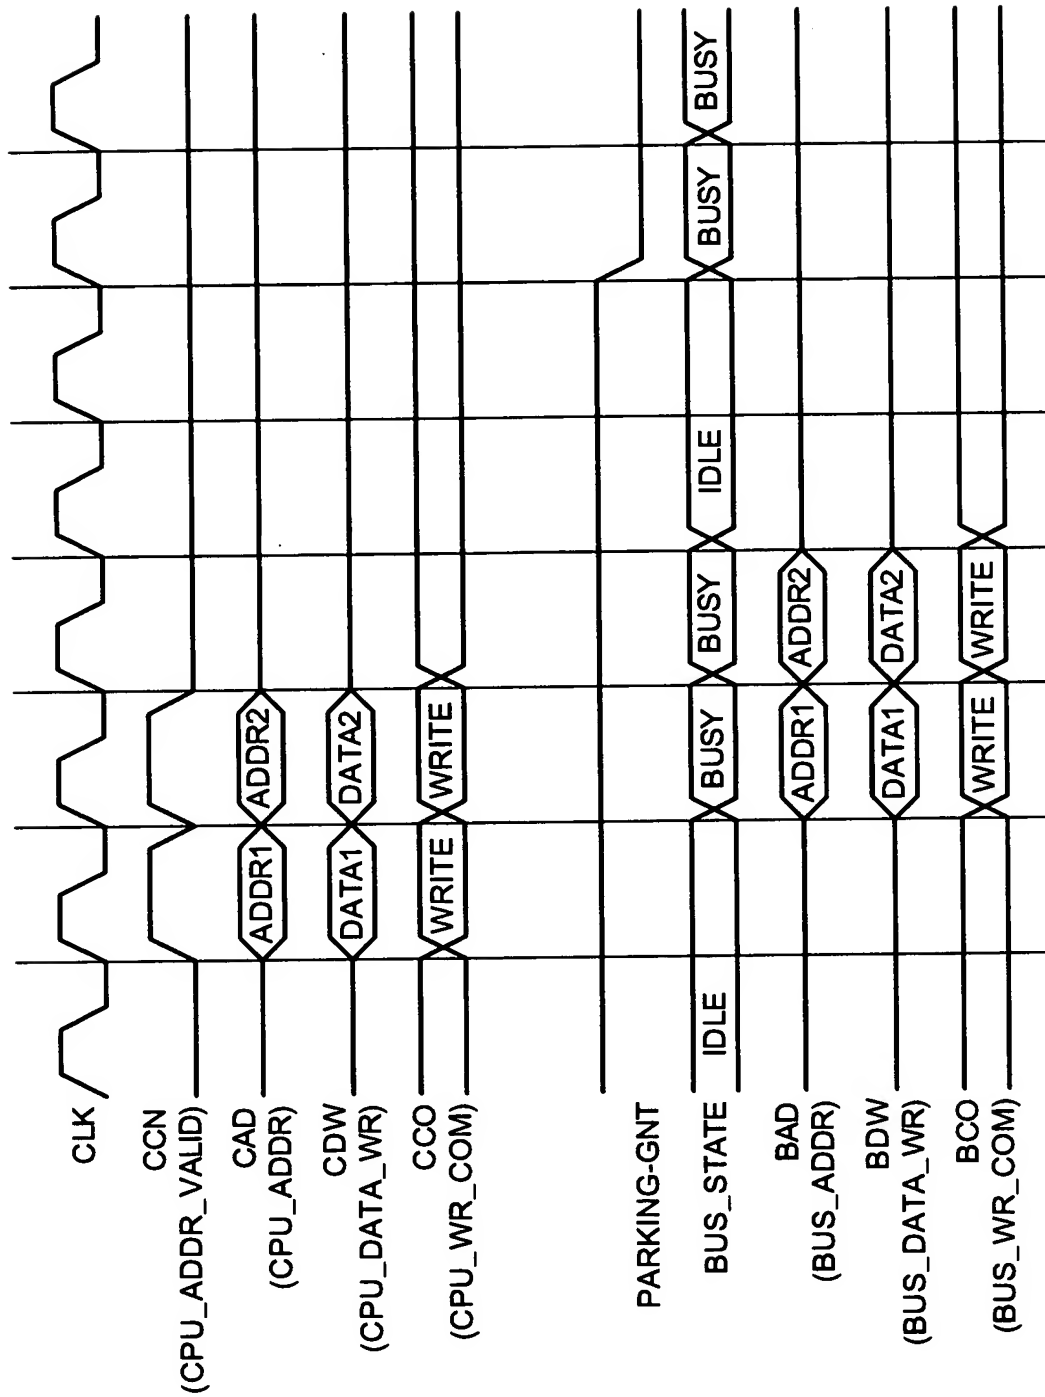 CLK
CCN
(CPU_ADDR_VALID)
CAD ADDR1 ADDR2
(CPU_ADDR)
CDW DATA1 DATA2
(CPU_DATA_WR)
CCO WRITE WRITE
(CPU_WR_COM)
PARKING-GNT
BUS_STATE IDLE BUSY BUSY IDLE BUSY BUSY
BAD ADDR1 ADDR2
(BUS_ADDR)
BDW DATA1 DATA2
(BUS_DATA_WR)
BCO WRITE WRITE
(BUS_WR_COM)